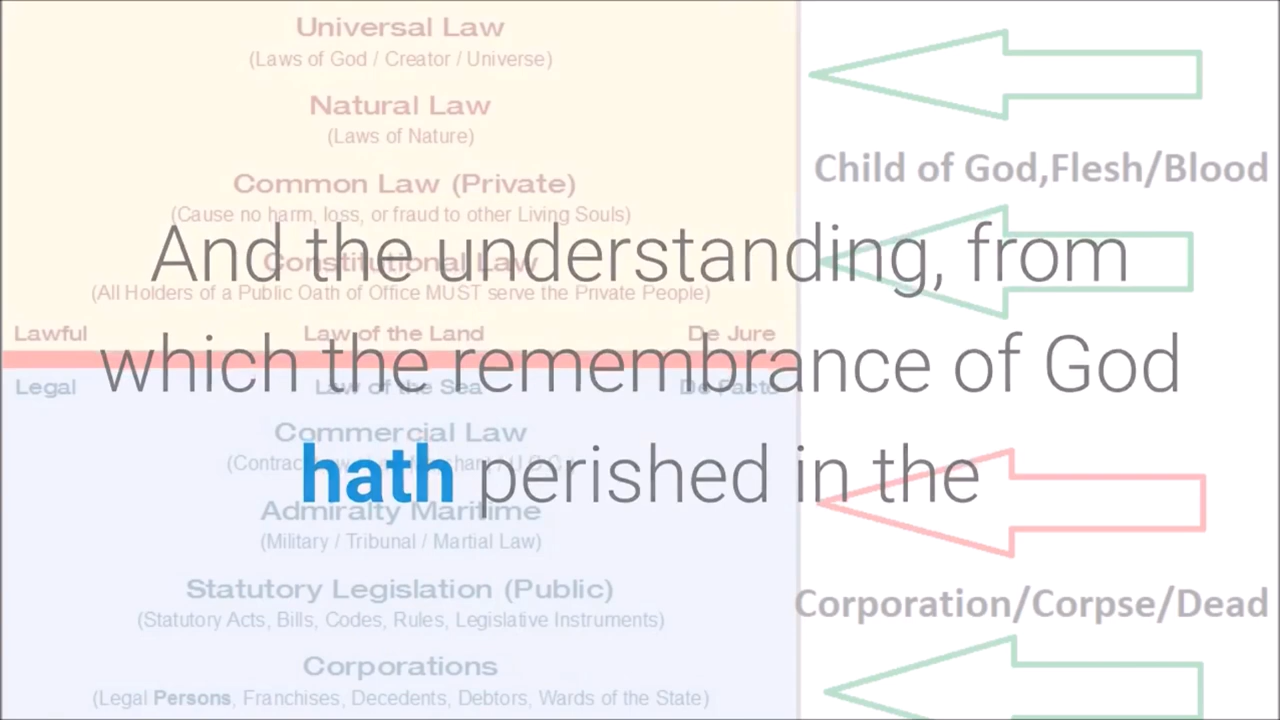 Universal Law
(Laws of God / Creator / Universe)
Natural Law
(Laws of Nature)
Child of God,Flesh/Blood
Common Law (Private)
(Cause no harm, loss, or fraud to other Living Souls)
And the understanding, from
Constitutional Law
(All Holders of a Public Oath of Office MUST serve the Private People)
Lawful Law of the Land De Jure
which the remembrance of God
Legal Law of the Sea De Facto
Commercial Law
hath perished in the
Admiralty Maritime
(Military / Tribunal / Martial Law)
Statutory Legislation (Public)
Corporation/Corpse/Dead
(Statutory Acts, Bills, Codes, Rules, Legislative Instruments)
Corporations
(Legal Persons, Franchises, Decedents, Debtors, Wards of the State)